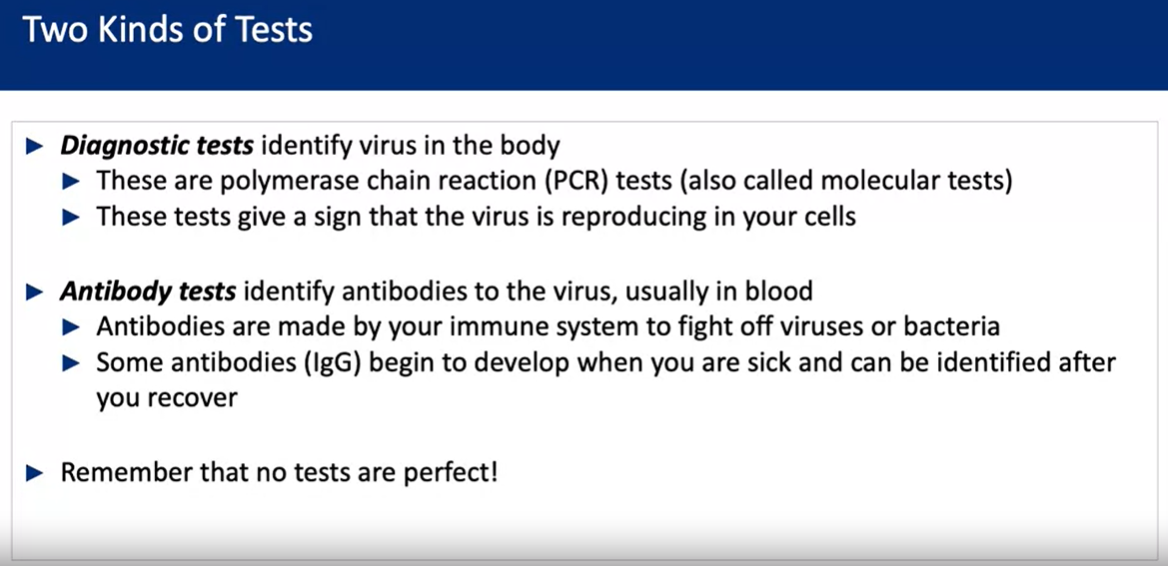 Two Kinds of Tests
► Diagnostic tests identify virus in the body
► These are polymerase chain reaction (PCR) tests (also called molecular tests)
► These tests give a sign that the virus is reproducing in your cells
► Antibody tests identify antibodies to the virus, usually in blood
► Antibodies are made by your immune system to fight off viruses or bacteria
► Some antibodies (IgG) begin to develop when you are sick and can be identified after
you recover
► Remember that no tests are perfect!